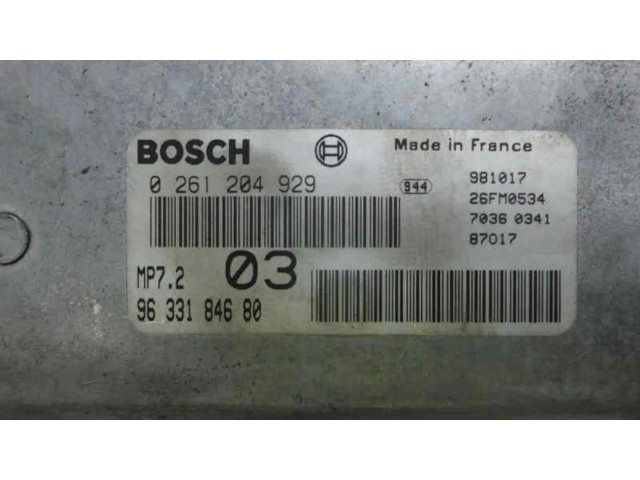 BOSCH
Made in France
0 261 204 929
944
981017
26FM0534
7036 0341
87017
MP7.2
03
96 331 846 80